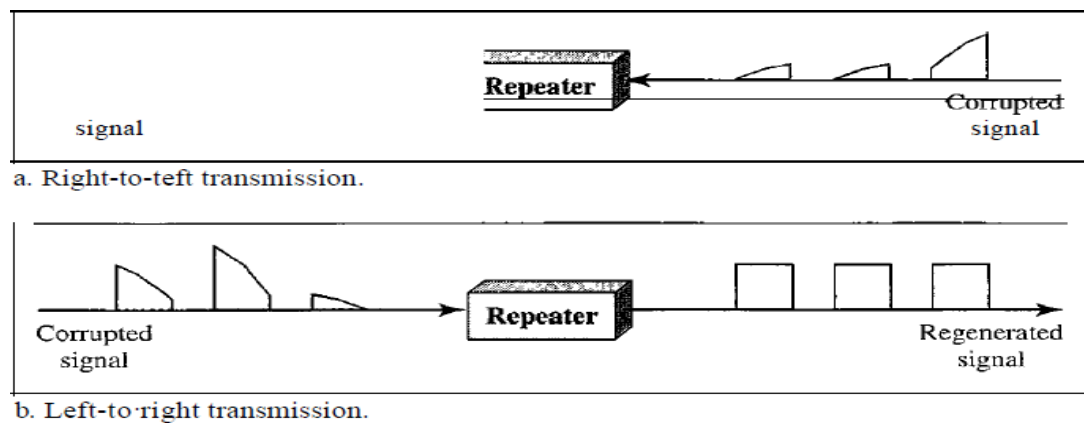 Repeater
Corrupted
signal signal
a. Right-to-teft transmission.
Repeater
Corrupted Regenerated
signal signal
b. Left-to·right transmission.